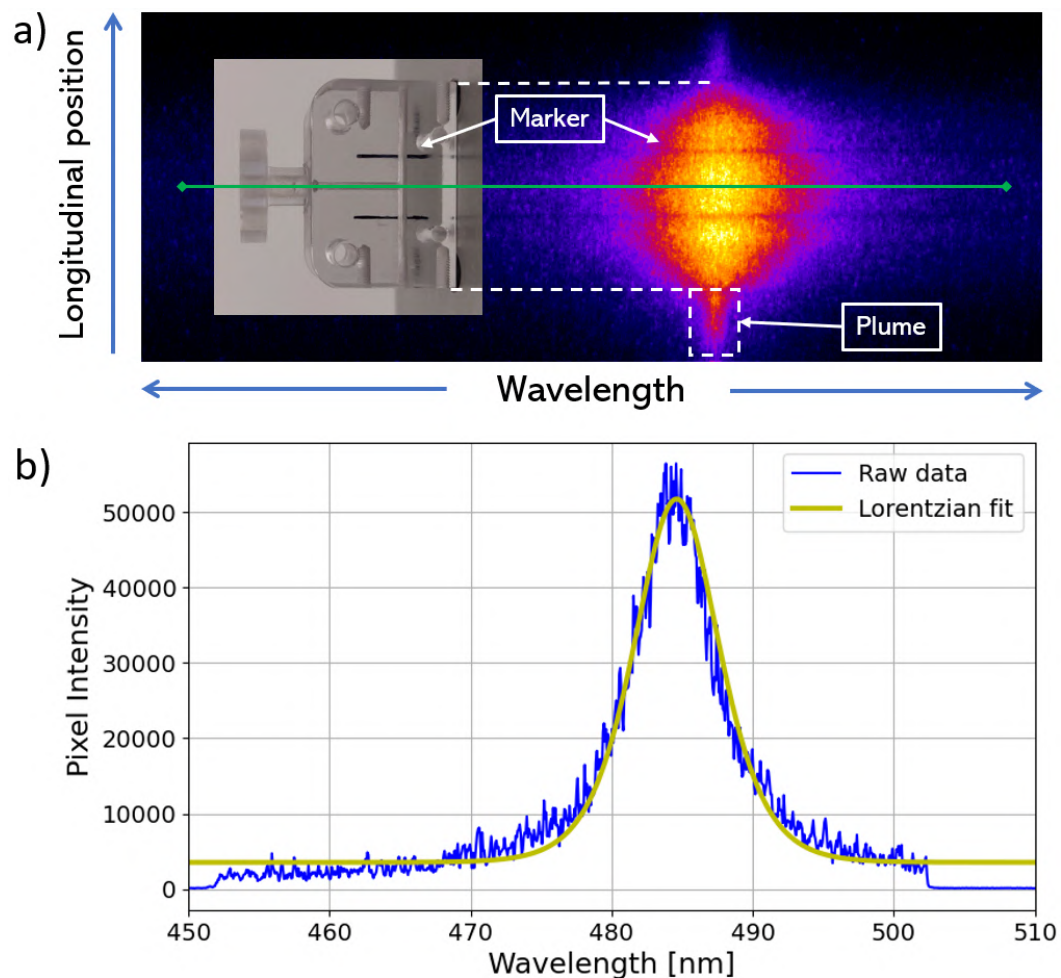 a)
Longitudinal position
Marker
Plume
Wavelength
b)
Raw data
Lorentzian fit
Pixel Intensity
50000
40000
30000
20000
10000
0
450 460 470 480 490 500 510
Wavelength [nm]